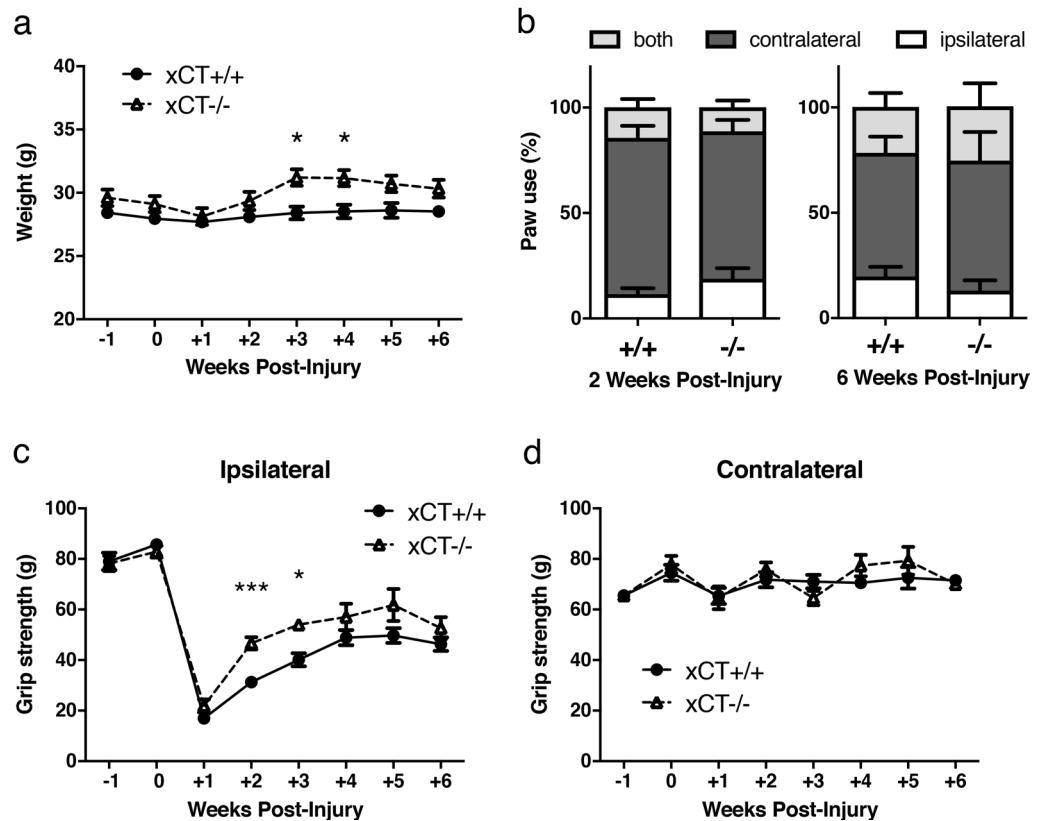 a
xCT+/+
xCT-/-
* *
Weight (g)
40
35
30
25
20
-1 0 +1 +2 +3 +4 +5 +6
Weeks Post-Injury
b
both contralateral ipsilateral
Paw use (%)
100
50
0
+/+ -/-
2 Weeks Post-Injury
100
50
0
+/+ -/-
6 Weeks Post-Injury
c
Ipsilateral
xCT+/+
xCT-/-
*** *
Grip strength (g)
100
80
60
40
20
0
-1 0 +1 +2 +3 +4 +5 +6
Weeks Post-Injury
d
Contralateral
Grip strength (g)
100
80
60
40
20
0
xCT+/+
xCT-/-
-1 0 +1 +2 +3 +4 +5 +6
Weeks Post-Injury